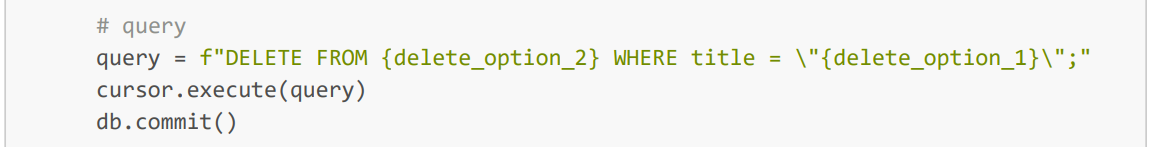 # query
query = f"DELETE FROM {delete_option_2} WHERE title = \"{delete_option_1}\";"
cursor.execute(query)
db.commit()